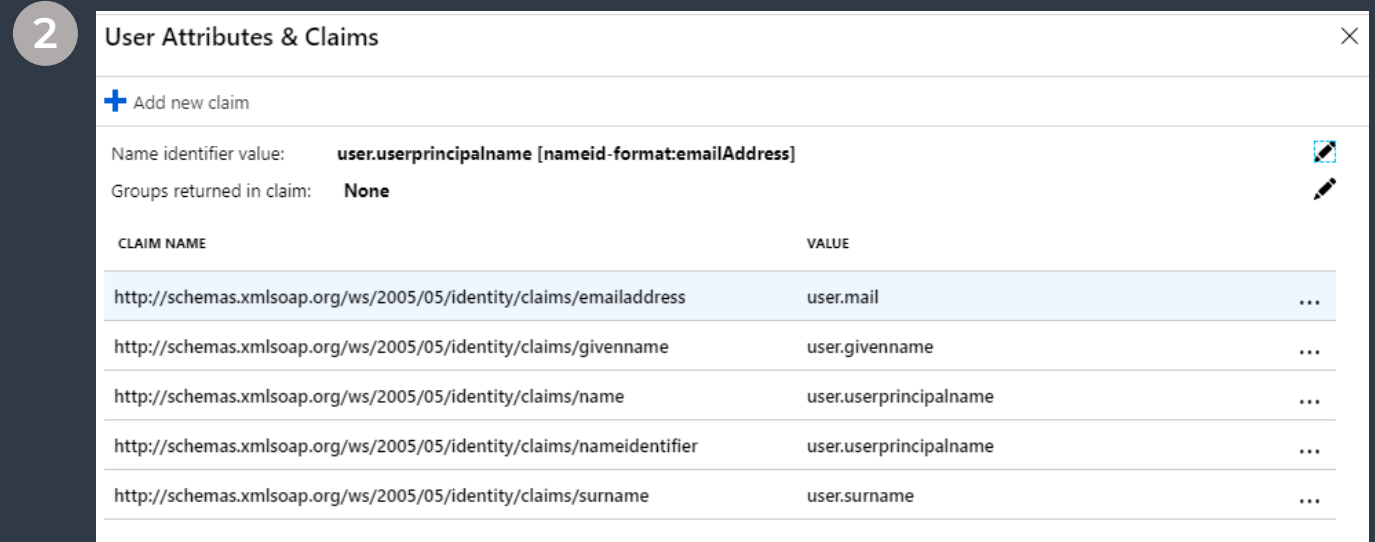 2
User Attributes & Claims
Add new claim
Name identifier value: user.userprincipalname [nameid-format:emailAddress]
Groups returned in claim: None
CLAIM NAME VALUE
http://schemas.xmlsoap.org/ws/2005/05/identity/claims/emailaddress user.mail ...
http://schemas.xmlsoap.org/ws/2005/05/identity/claims/givenname user.givenname ...
http://schemas.xmlsoap.org/ws/2005/05/identity/claims/name user.userprincipalname ...
http://schemas.xmlsoap.org/ws/2005/05/identity/claims/nameidentifier user.userprincipalname ...
http://schemas.xmlsoap.org/ws/2005/05/identity/claims/surname user.surname ...